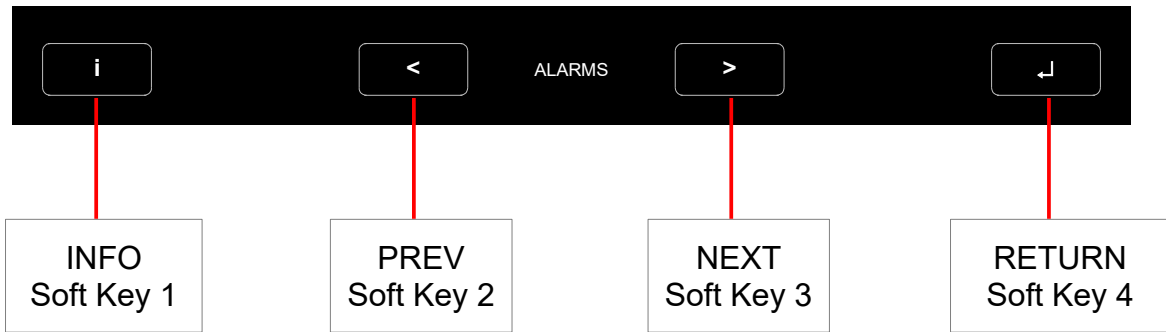 i < ALARMS > ↵
INFO
Soft Key 1
PREV
Soft Key 2
NEXT
Soft Key 3
RETURN
Soft Key 4